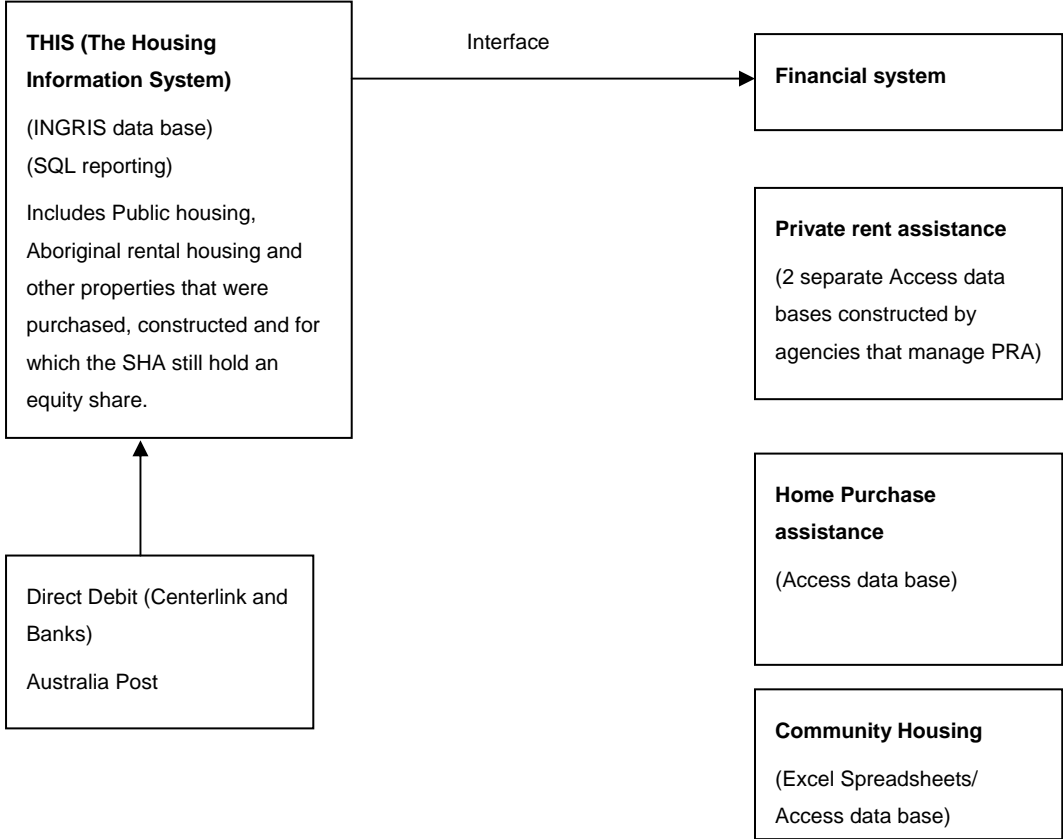 THIS (The Housing
Information System)
(INGRIS data base)
(SQL reporting)
Includes Public housing,
Aboriginal rental housing and
other properties that were
purchased, constructed and for
which the SHA still hold an
equity share.
Interface
Financial system
Private rent assistance
(2 separate Access data
bases constructed by
agencies that manage PRA)
Home Purchase
assistance
(Access data base)
Direct Debit (Centerlink and
Banks)
Australia Post
Community Housing
(Excel Spreadsheets/
Access data base)